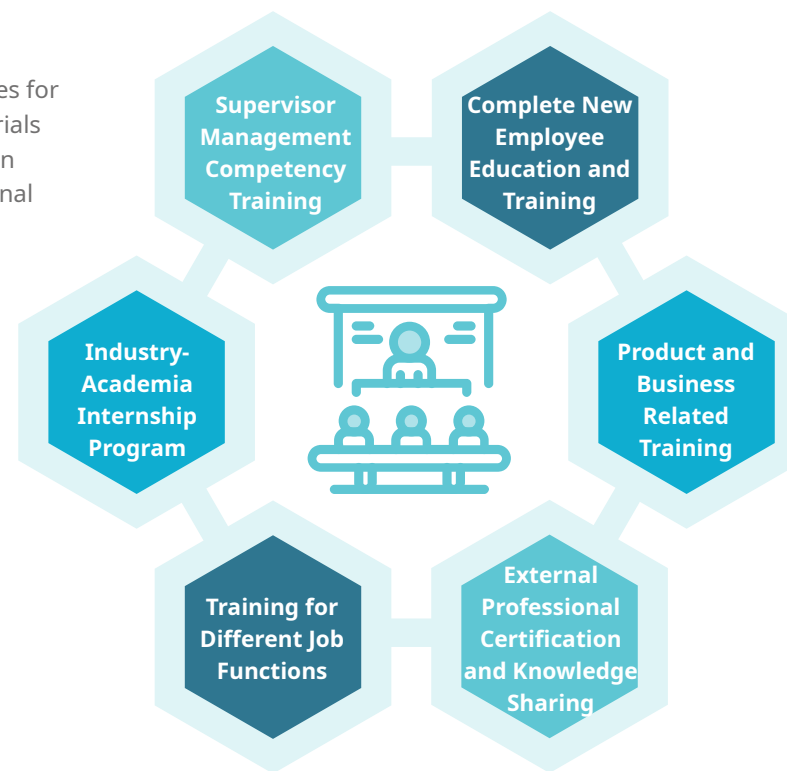 es for
rials
n
nal
Supervisor
Management
Competency
Training
Complete New
Employee
Education and
Training
Industry-
Academia
Internship
Program
Product and
Business
Related
Training
Training for
Different Job
Functions
External
Professional
Certification
and Knowledge
Sharing